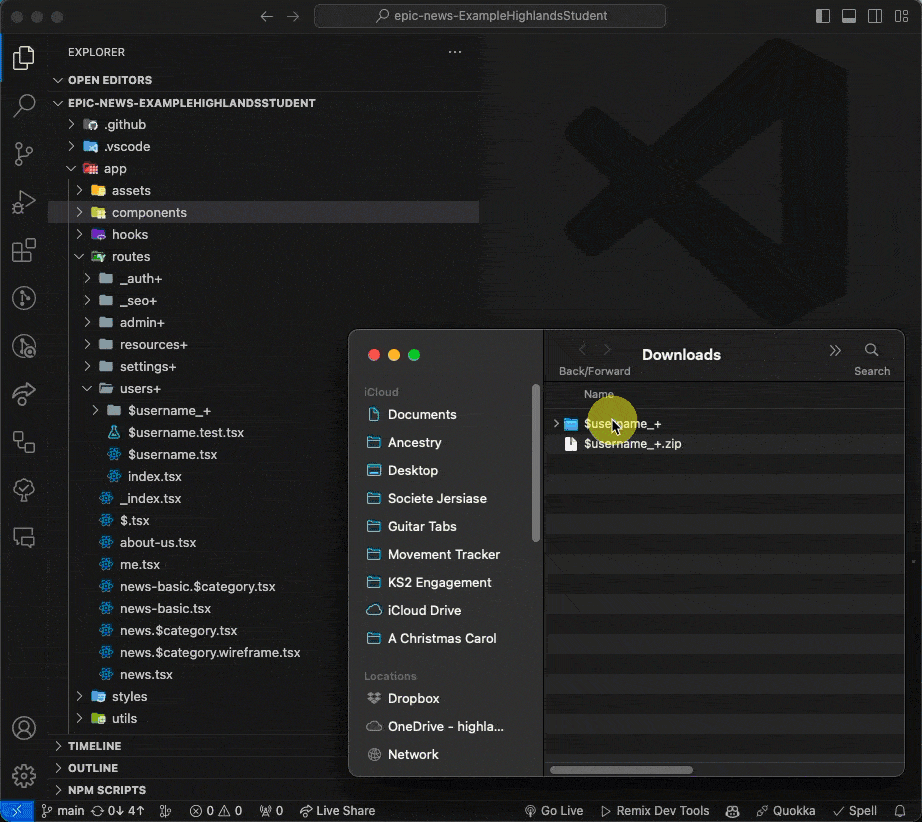 epic-news-ExampleHighlandsStudent
EXPLORER
OPEN EDITORS
EPIC-NEWS-EXAMPLEHIGHLANDSSTUDENT
.github
.vscode
app
assets
components
hooks
routes
_auth+
_seo+
admin+
resources+
settings+
users+
$username_+
$username.test.tsx
$username.tsx
index.tsx
_index.tsx
$.tsx
about-us.tsx
me.tsx
news-basic.$category.tsx
news-basic.tsx
news.$category.tsx
news.$category.wireframe.tsx
news.tsx
styles
utils
TIMELINE
OUTLINE
NPM SCRIPTS
iCloud
Documents
Ancestry
Desktop
Societe Jersiase
Guitar Tabs
Movement Tracker
KS2 Engagement
iCloud Drive
A Christmas Carol
Locations
Dropbox
OneDrive - highla...
Network
Downloads
Back/Forward
Search
Name
$username_+
$username_+.zip
main 0↓ 4↑ 0 0 0 Live Share Go Live Remix Dev Tools Quokka Spell